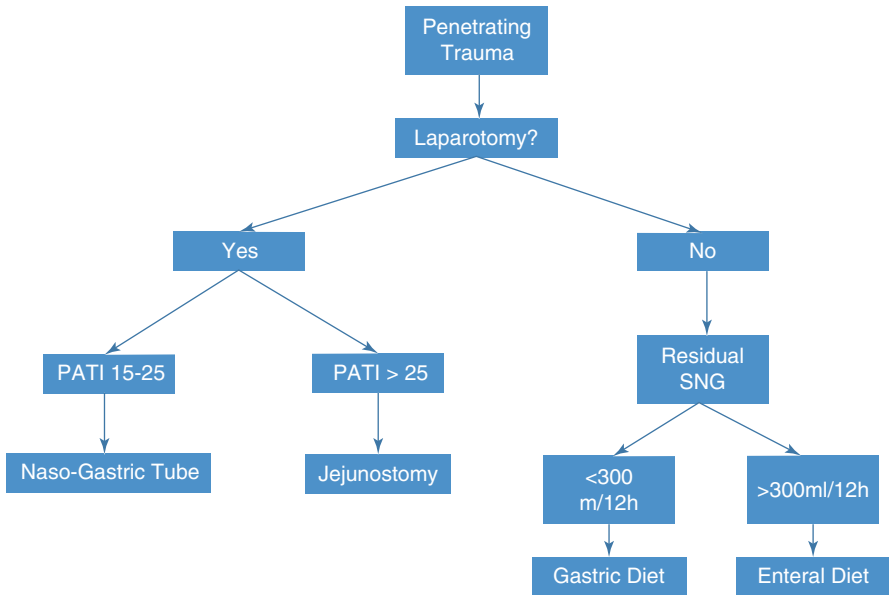 Penetrating
Trauma
Laparotomy?
Yes
No
PATI 15-25
PATI > 25
Residual
SNG
Naso-Gastric Tube
Jejunostomy
<300
m/12h
>300ml/12h
Gastric Diet
Enteral Diet